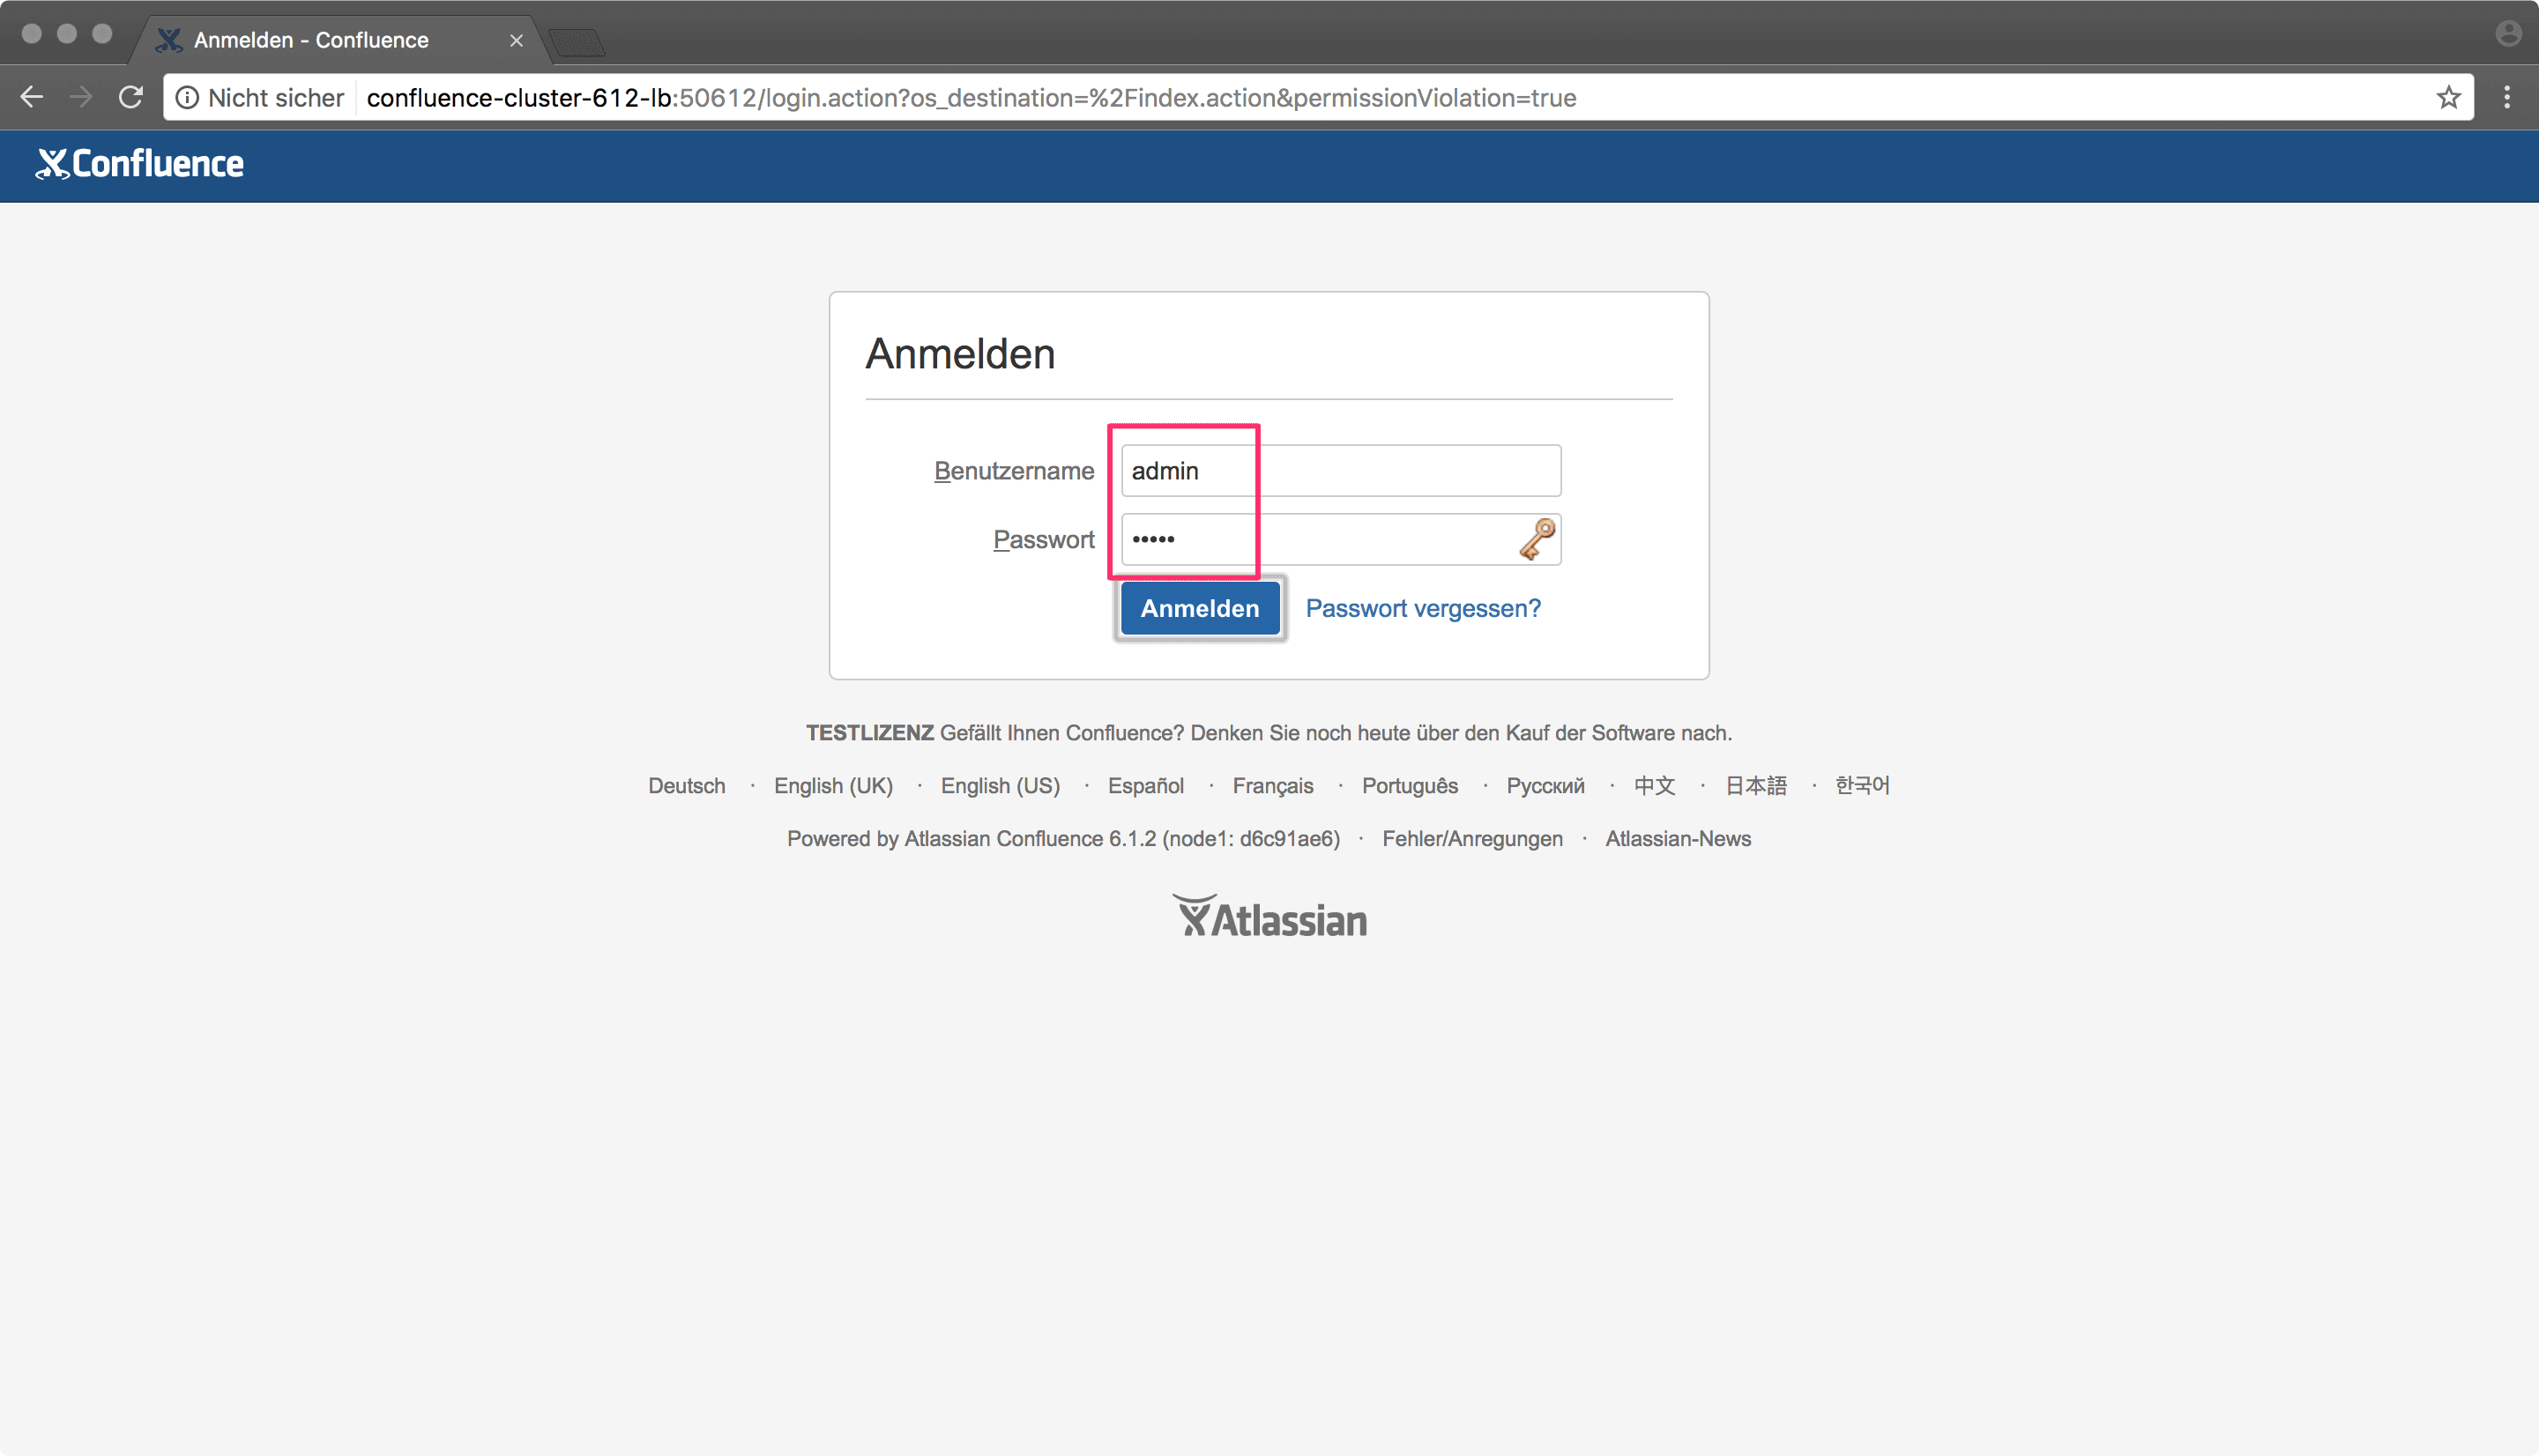 Anmelden - Confluence
Nicht sicher confluence-cluster-612-lb:50612/login.action?os_destination=%2Findex.action&permissionViolation=true
Confluence
Anmelden
Benutzername admin
Passwort •••••
Anmelden Passwort vergessen?
TESTLIZENZ Gefällt Ihnen Confluence? Denken Sie noch heute über den Kauf der Software nach.
Deutsch · English (UK) · English (US) · Español · Français · Português · Русский · 中文 · 日本語 · 한국어
Powered by Atlassian Confluence 6.1.2 (node1: d6c91ae6) · Fehler/Anregungen · Atlassian-News
Atlassian